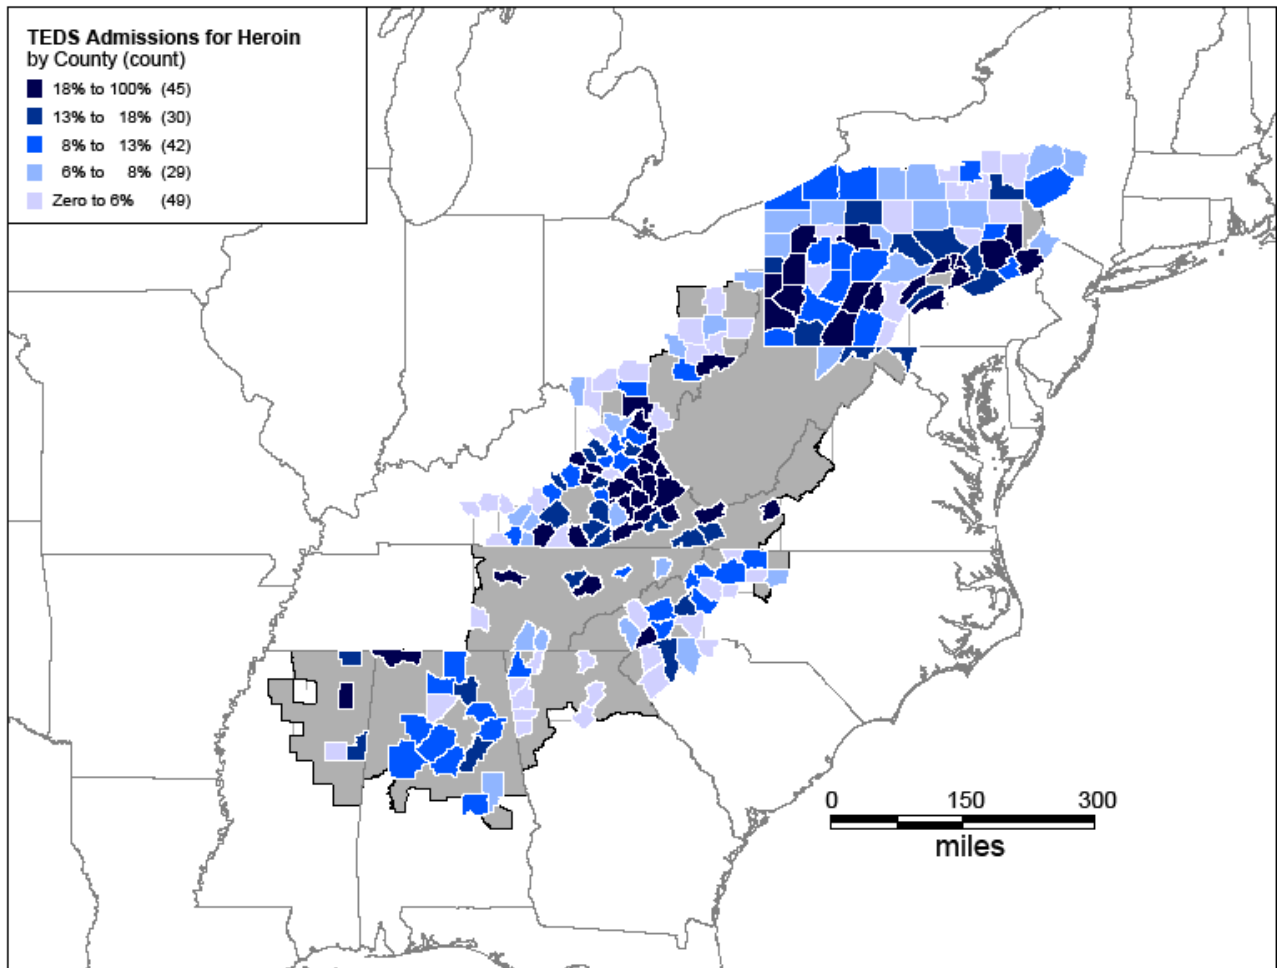 TEDS Admissions for Heroin
by County (count)
18% to 100% (45)
13% to 18% (30)
8% to 13% (42)
6% to 8% (29)
Zero to 6% (49)
0 150 300
miles